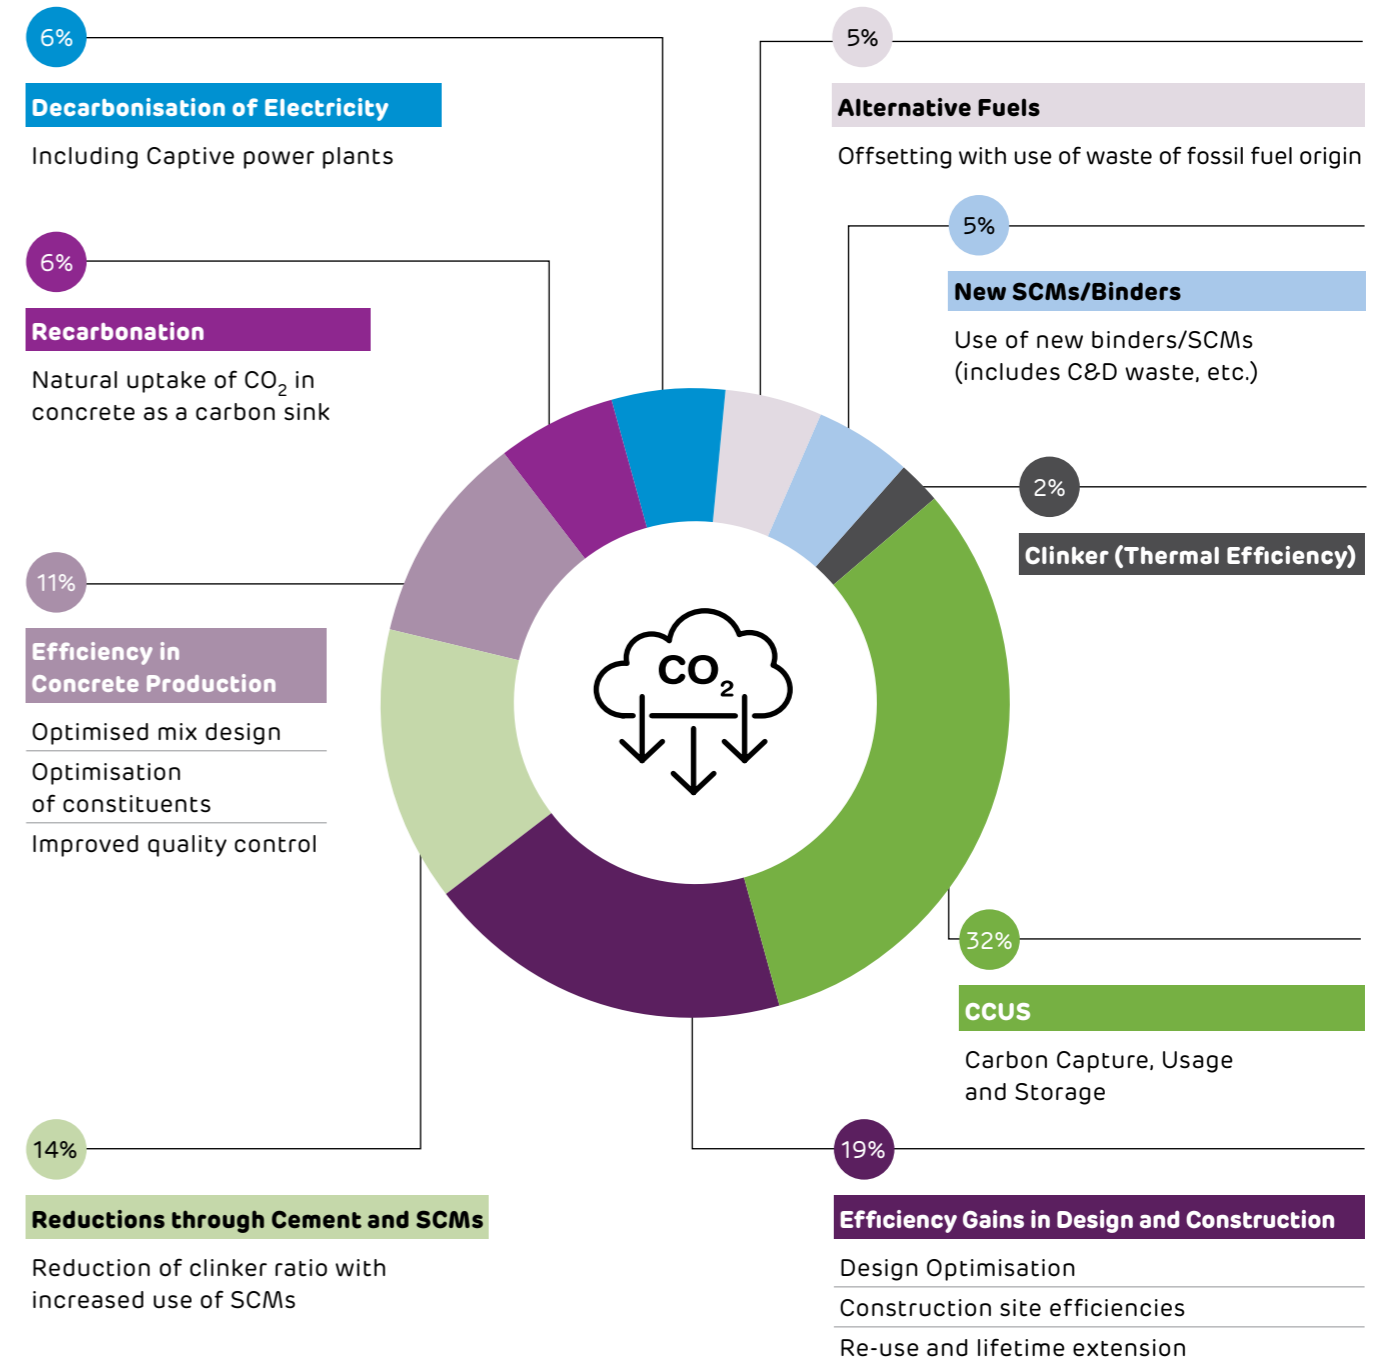 6%
Decarbonisation of Electricity
Including Captive power plants
5%
Alternative Fuels
Offsetting with use of waste of fossil fuel origin
5%
New SCMs/Binders
Use of new binders/SCMs
(includes C&D waste, etc.)
6%
Recarbonation
Natural uptake of CO₂ in
concrete as a carbon sink
2%
Clinker (Thermal Efficiency)
11%
Efficiency in
Concrete Production
Optimised mix design
Optimisation
of constituents
Improved quality control
CO₂
32%
CCUS
Carbon Capture, Usage
and Storage
14%
Reductions through Cement and SCMs
Reduction of clinker ratio with
increased use of SCMs
19%
Efficiency Gains in Design and Construction
Design Optimisation
Construction site efficiencies
Re-use and lifetime extension